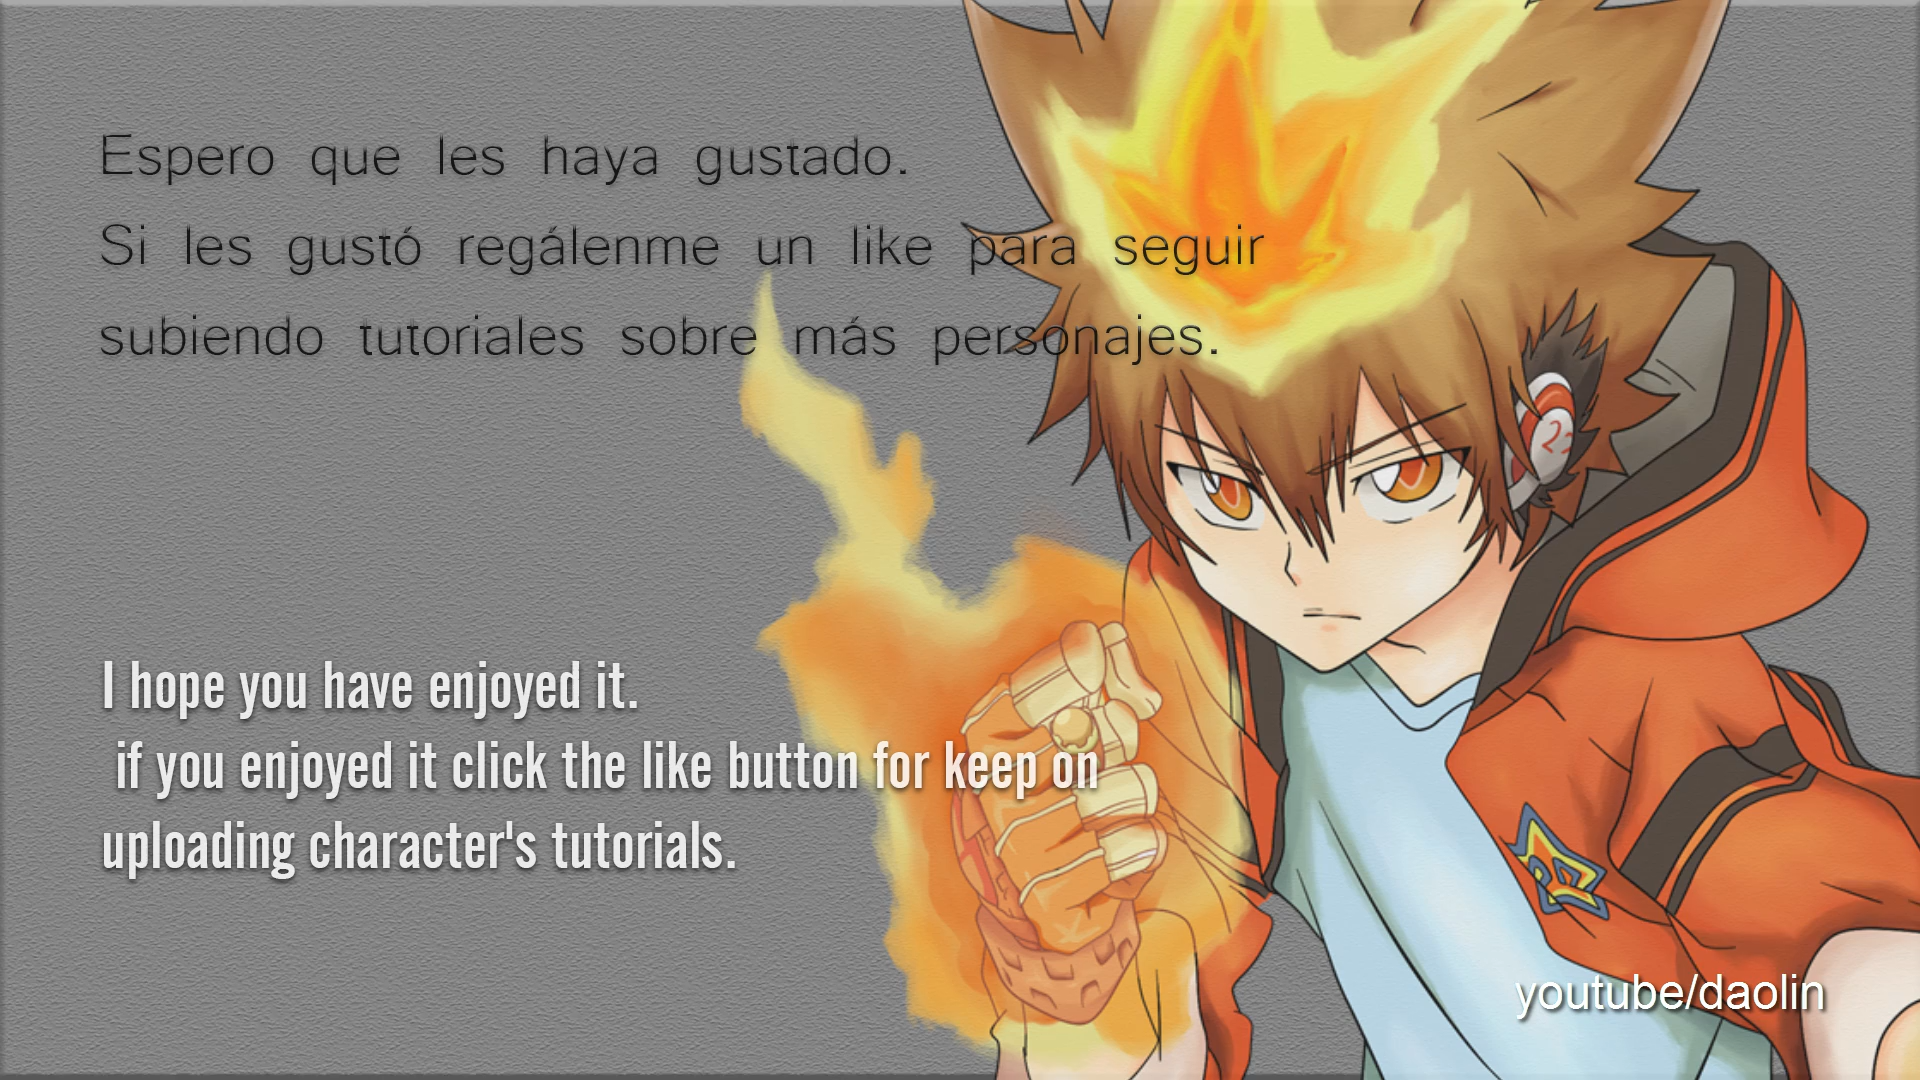 Espero que les haya gustado.
Si les gustó regálenme un like para seguir
subiendo tutoriales sobre más personajes.
I hope you have enjoyed it.
if you enjoyed it click the like button for keep on
uploading character's tutorials.
youtube/daolin